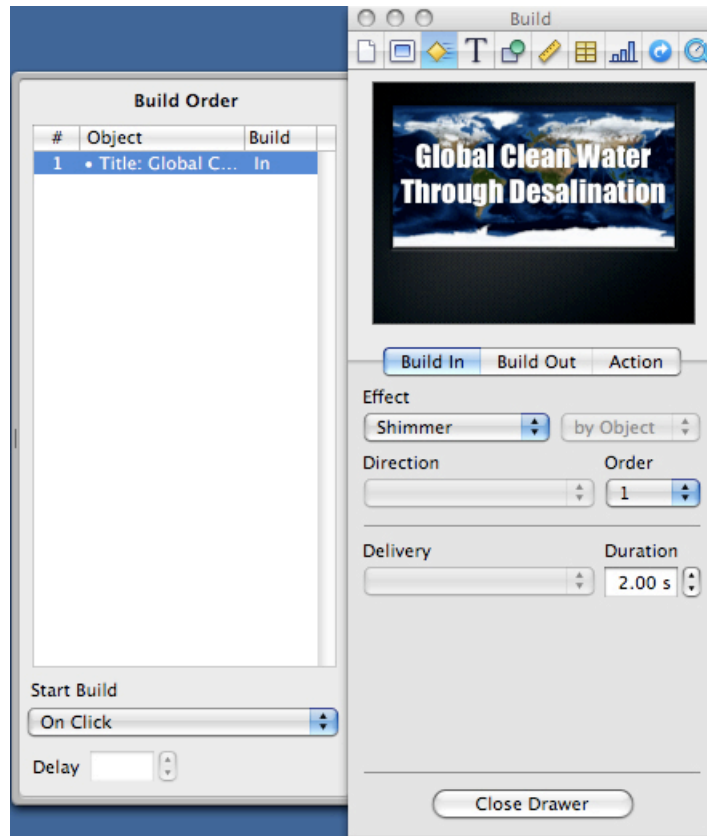 Build
T
Build Order
# Object Build
1 • Title: Global C... In
Start Build
On Click
Delay
Global Clean Water
Through Desalination
Build In Build Out Action
Effect
Shimmer by Object
Direction Order
1
Delivery Duration
2.00 s
Close Drawer